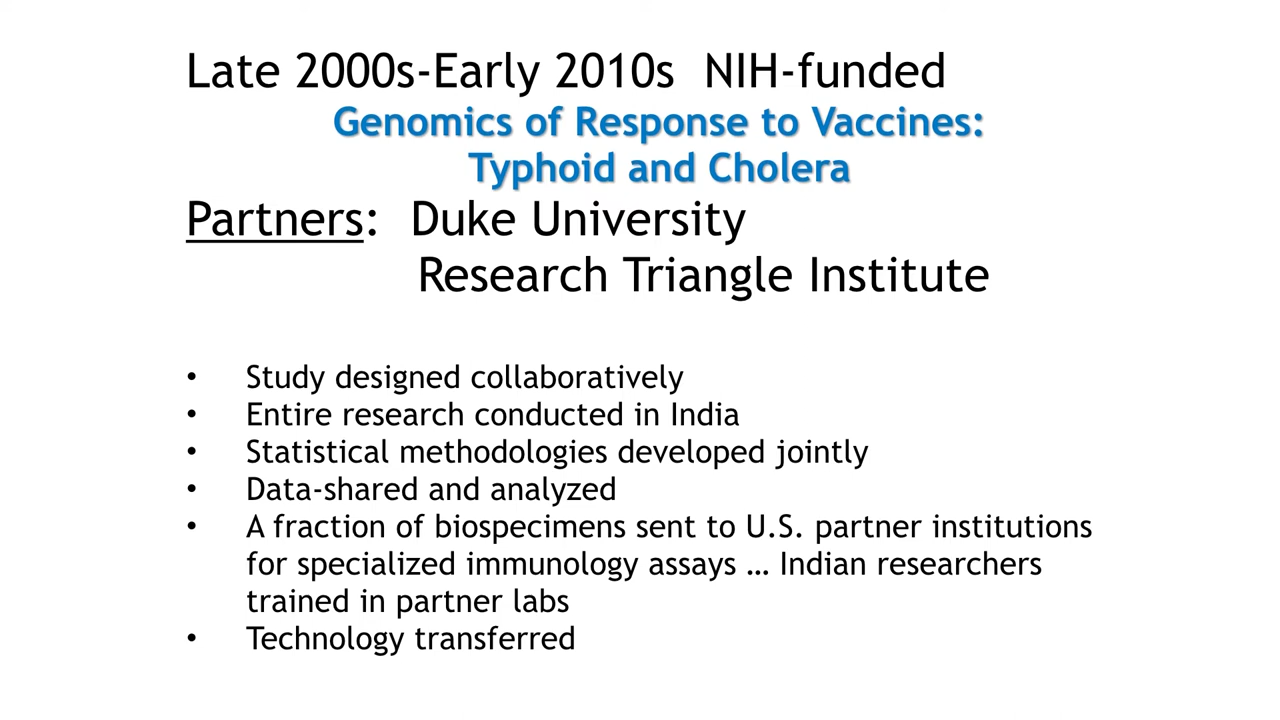 Late 2000s-Early 2010s NIH-funded
Genomics of Response to Vaccines:
Typhoid and Cholera
Partners: Duke University
Research Triangle Institute
• Study designed collaboratively
• Entire research conducted in India
• Statistical methodologies developed jointly
• Data-shared and analyzed
• A fraction of biospecimens sent to U.S. partner institutions
for specialized immunology assays … Indian researchers
trained in partner labs
• Technology transferred